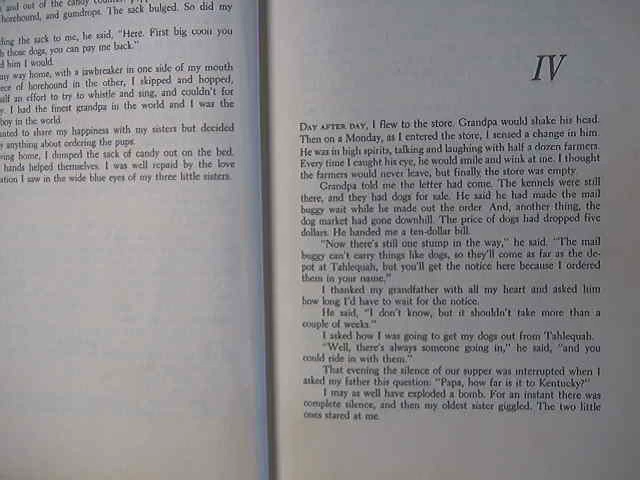 and out of the candy
horehound, and gumdrops. The sack bulged. So did my
ding the sack to me, he said, "Here. First big coon you
h those dogs, you can pay me back."
d him I would.
my way home, with a jawbreaker in one side of my mouth
ece of horehound in the other, I skipped and hopped,
alf an effort to try to whistle and sing, and couldn't for
y. I had the finest grandpa in the world and I was the
boy in the world.
anted to share my happiness with my sisters but decided
y anything about ordering the pups.
ving home, I dumped the sack of candy out on the bed.
hands helped themselves. I was well repaid by the love
ation I saw in the wide blue eyes of my three little sisters.
IV
DAY AFTER DAY, I flew to the store. Grandpa would shake his head.
Then on a Monday, as I entered the store, I sensed a change in him.
He was in high spirits, talking and laughing with half a dozen farmers.
Every time I caught his eye, he would smile and wink at me. I thought
the farmers would never leave, but finally the store was empty.
Grandpa told me the letter had come. The kennels were still
there, and they had dogs for sale. He said he had made the mail
buggy wait while he made out the order. And, another thing, the
dog market had gone downhill. The price of dogs had dropped five
dollars. He handed me a ten-dollar bill.
"Now there's still one stump in the way," he said. "The mail
buggy can't carry things like dogs, so they'll come as far as the de-
pot at Tahlequah, but you'll get the notice here because I ordered
them in your name."
I thanked my grandfather with all my heart and asked him
how long I'd have to wait for the notice.
He said, "I don't know, but it shouldn't take more than a
couple of weeks."
I asked how I was going to get my dogs out from Tahlequah.
"Well, there's always someone going in," he said, "and you
could ride in with them."
That evening the silence of our supper was interrupted when I
asked my father this question: "Papa, how far is it to Kentucky?"
I may as well have exploded a bomb. For an instant there was
complete silence, and then my oldest sister giggled. The two little
ones stared at me.